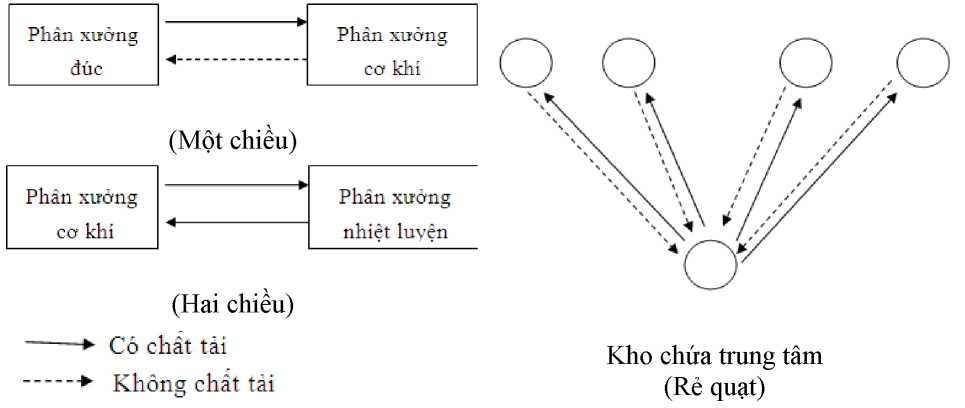 Phân xưởng
đúc
Phân xưởng
cơ khí
(Một chiều)
Phân xưởng
cơ khí
Phân xưởng
nhiệt luyện
(Hai chiều)
Có chất tải
Không chất tải
Kho chứa trung tâm
(Rẻ quạt)